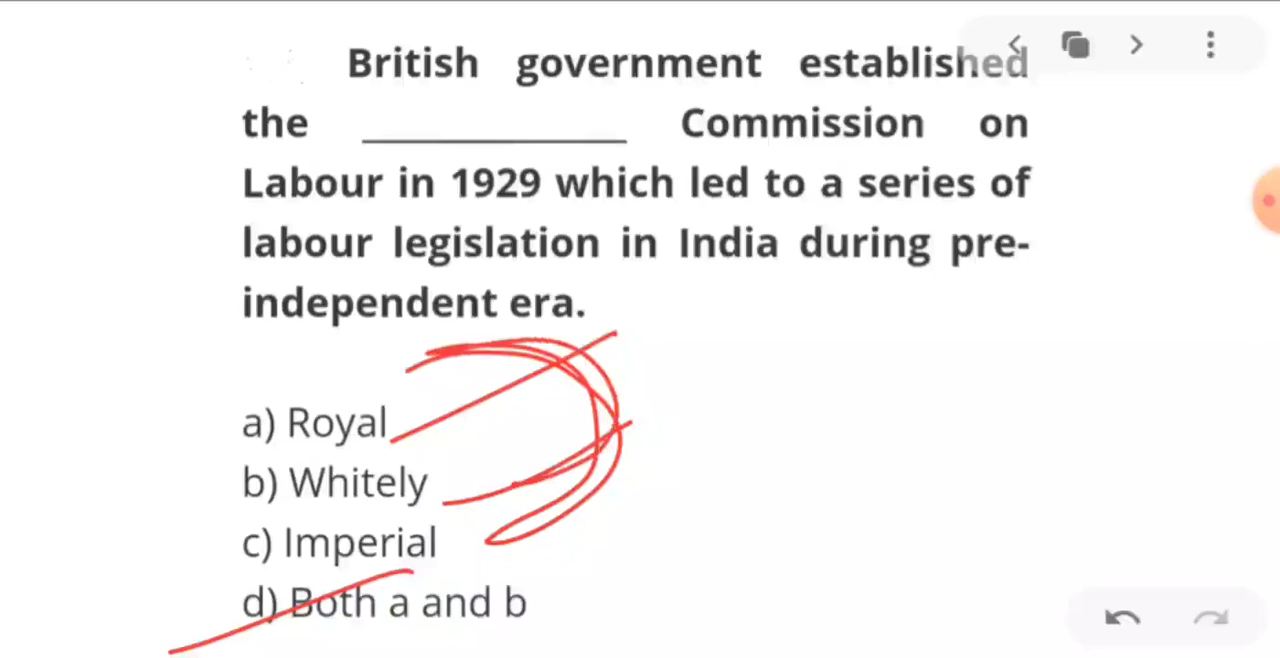 British government established
the ______________ Commission on
Labour in 1929 which led to a series of
labour legislation in India during pre-
independent era.
a) Royal
b) Whitely
c) Imperial
d) Both a and b